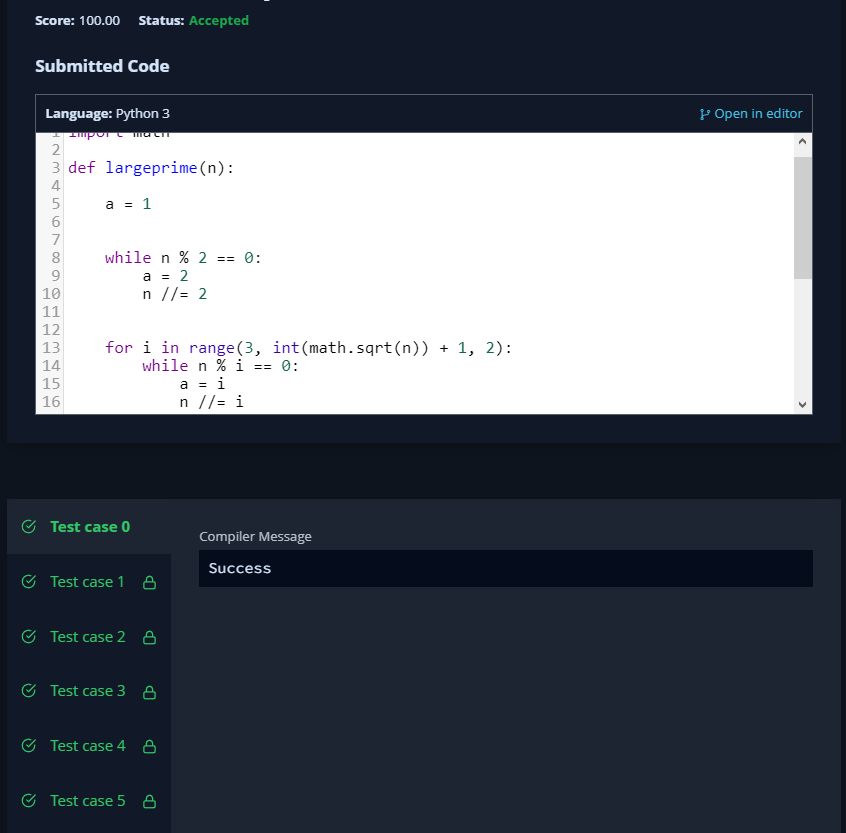 Score: 100.00 Status: Accepted
Submitted Code
Language: Python 3
Open in editor
1 import math
2
3 def largeprime(n):
4
5     a = 1
6
7
8     while n % 2 == 0:
9         a = 2
10         n //= 2
11
12
13     for i in range(3, int(math.sqrt(n)) + 1, 2):
14         while n % i == 0:
15             a = i
16             n //= i
Test case 0
Compiler Message
Success
Test case 1
Test case 2
Test case 3
Test case 4
Test case 5